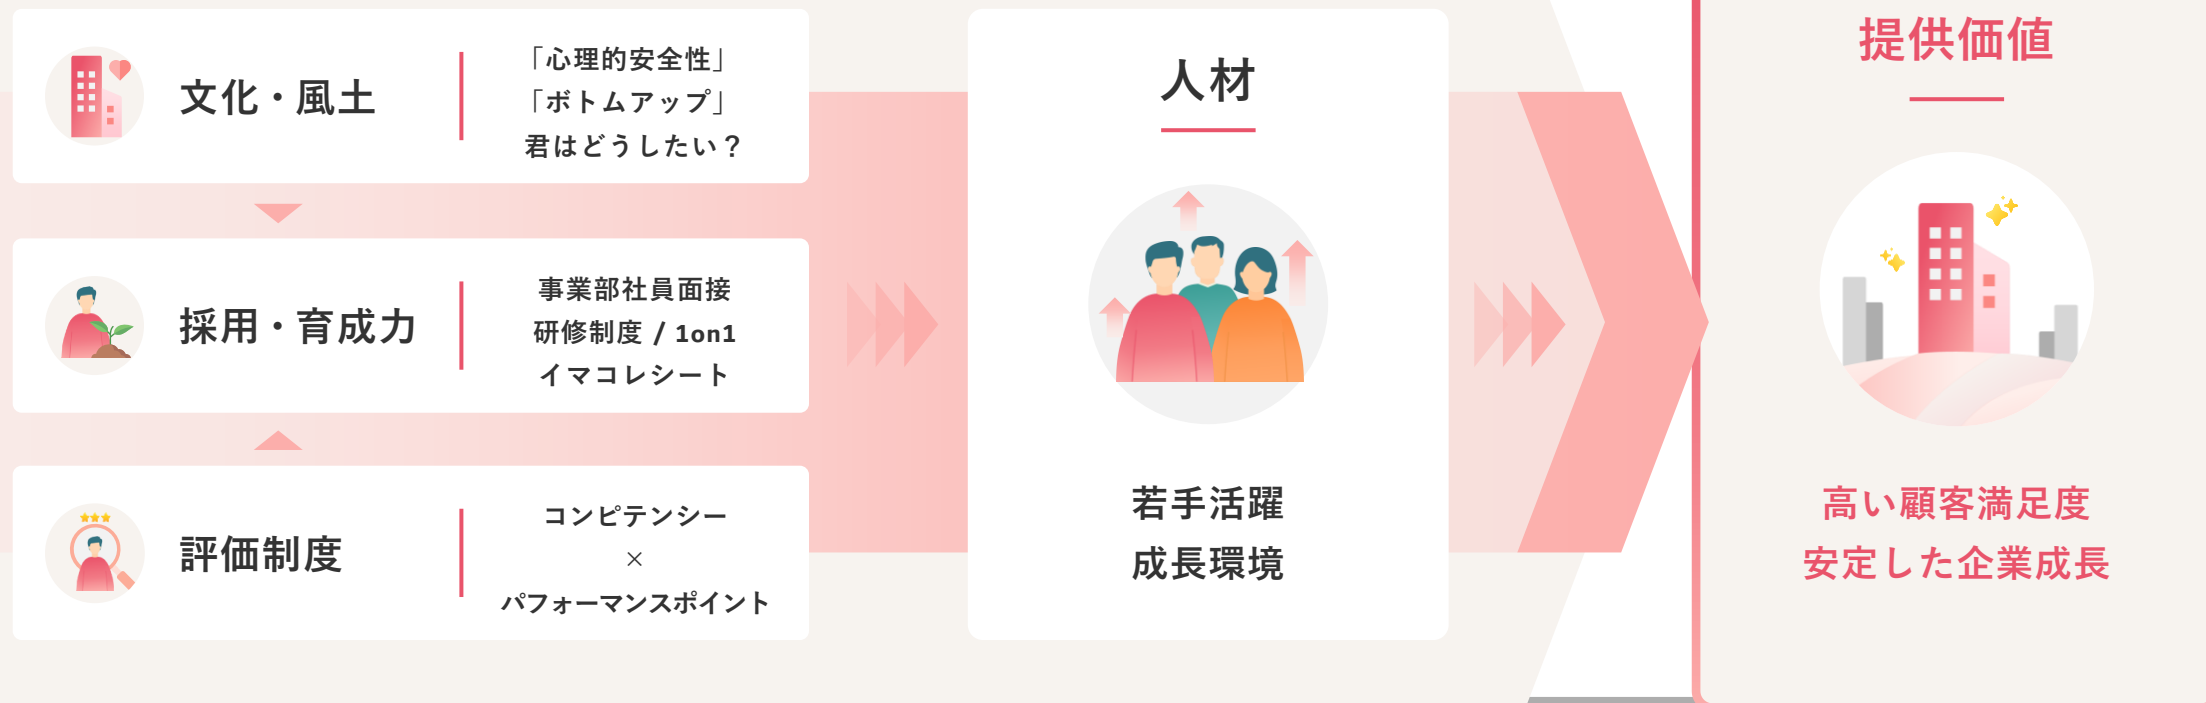 文化・風土
「心理的安全性」
「ボトムアップ」
君はどうしたい？
採用・育成力
事業部社員面接
研修制度 / 1on1
イマコレシート
評価制度
コンピテンシー
×
パフォーマンスポイント
人材
若手活躍
成長環境
提供価値
高い顧客満足度
安定した企業成長